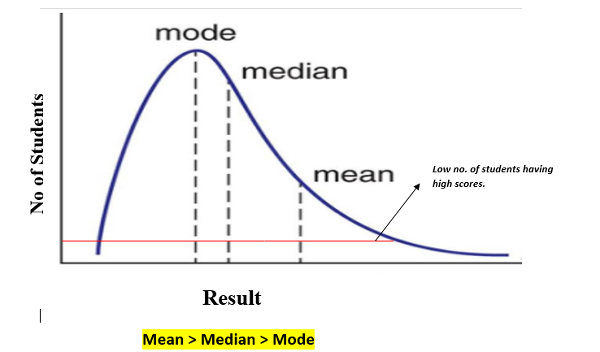 mode
median
mean
Low no. of students having
high scores.
No of Students
Result
Mean > Median > Mode